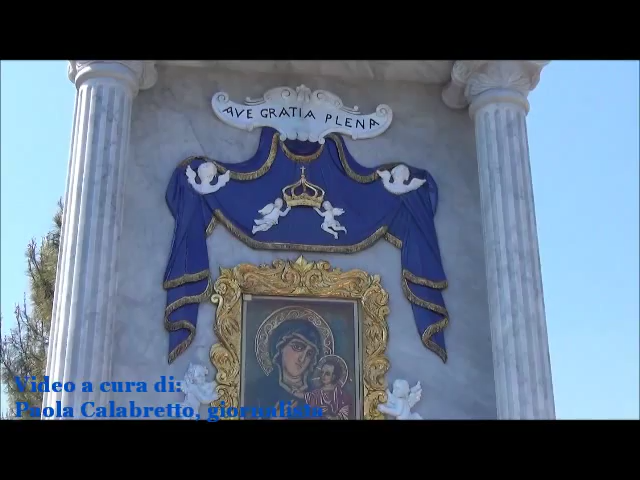 AVE GRATIA PLENA
Video a cura di:
Paola Calabretto, giornalista